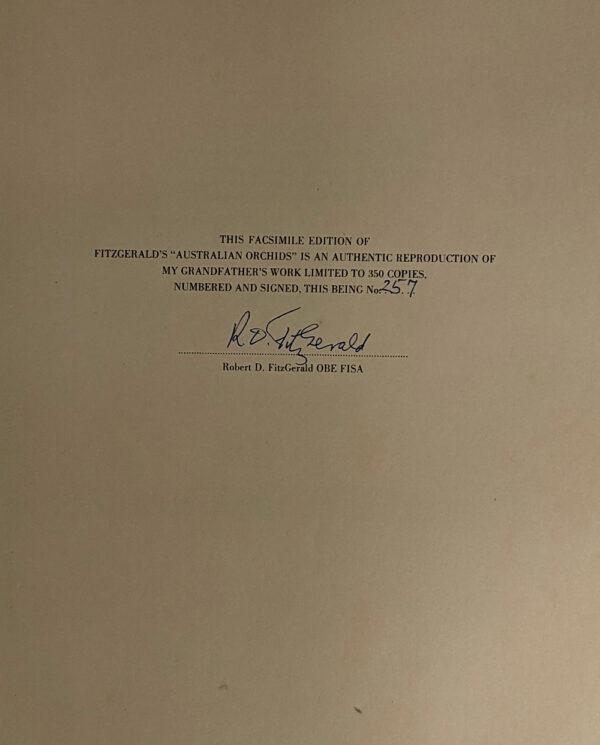 THIS FACSIMILE EDITION OF
FITZGERALD'S “AUSTRALIAN ORCHIDS” IS AN AUTHENTIC REPRODUCTION OF
MY GRANDFATHER'S WORK LIMITED TO 350 COPIES,
NUMBERED AND SIGNED, THIS BEING No. 257
R D. FitzGerald
Robert D. FitzGerald OBE FISA